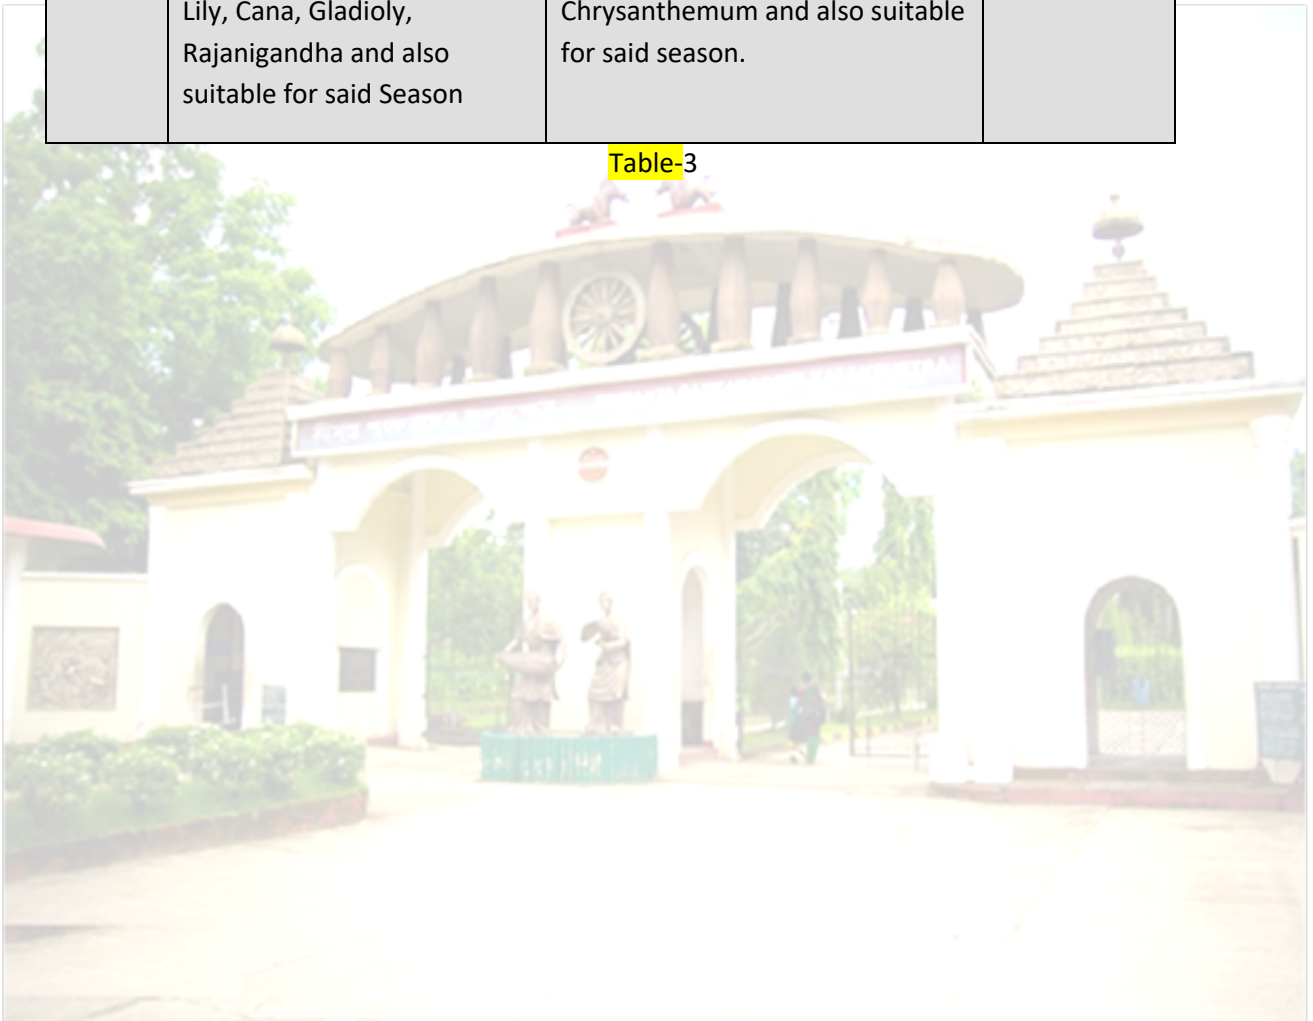 Lily, Cana, Gladioly,
Rajanigandha and also
suitable for said Season
Chrysanthemum and also suitable
for said season.
Table-3